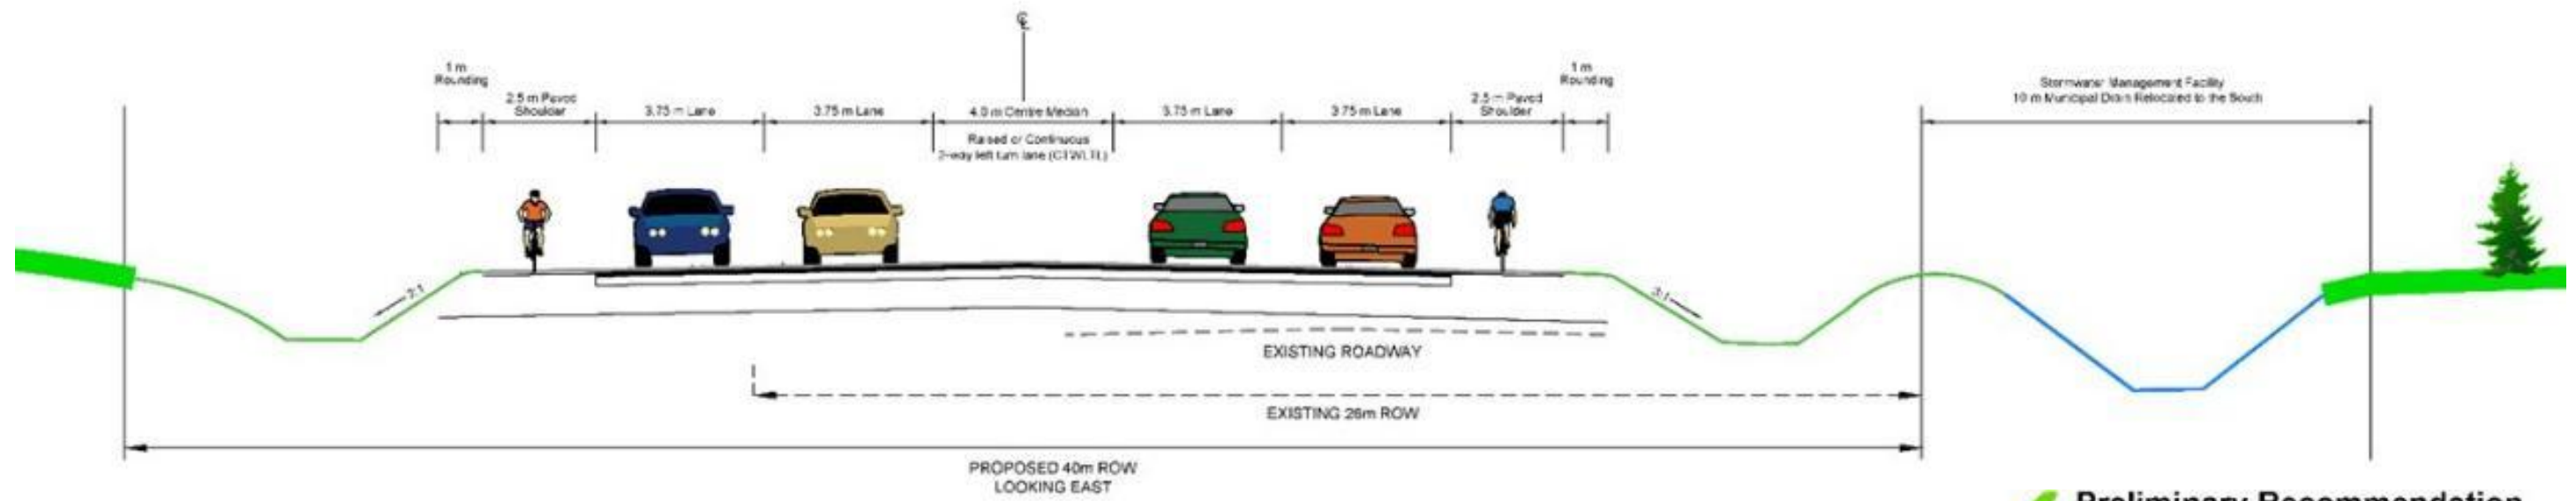 ℄
1 m
Rounding
2.5 m Paved
Shoulder
3.75 m Lane
3.75 m Lane
4.0 m Centre Median
Raised or Continuous
2-way left turn lane (CTWLTL)
3.75 m Lane
3.75 m Lane
2.5 m Paved
Shoulder
1 m
Rounding
Stormwater Management Facility
10 m Municipal Drain Relocated to the South
3:1
EXISTING ROADWAY
EXISTING 26m ROW
PROPOSED 40m ROW
LOOKING EAST
Preliminary Recommendation